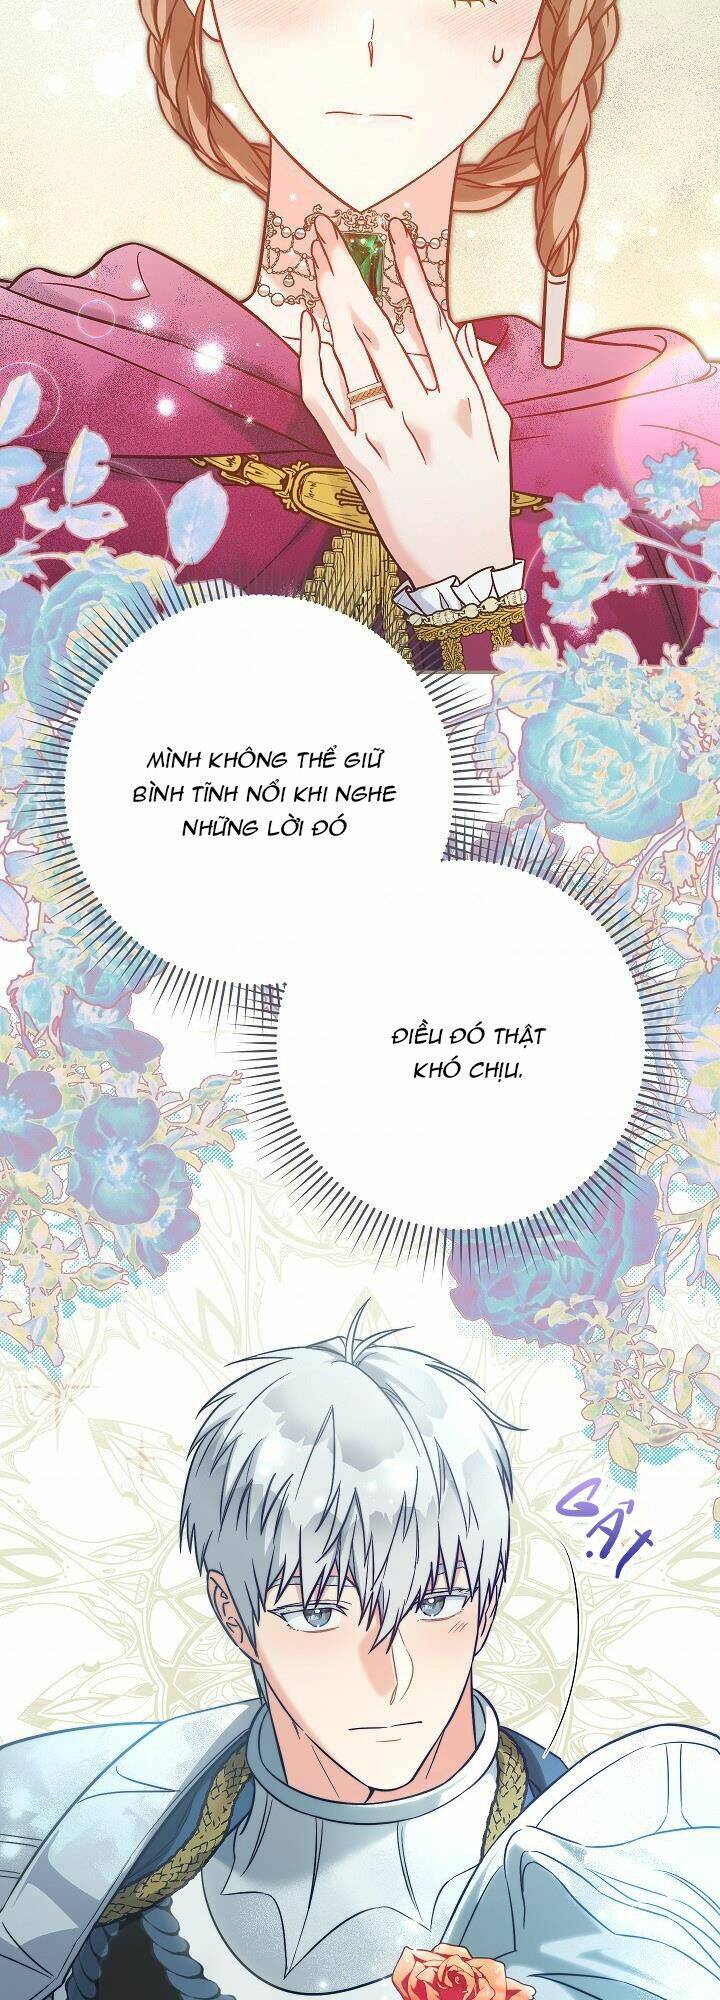 MÌNH KHÔNG THỂ GIỮ
BÌNH TĨNH NỔI KHI NGHE
NHỮNG LỜI ĐÓ
ĐIỀU ĐÓ THẬT
KHÓ CHỊU.
GẬT